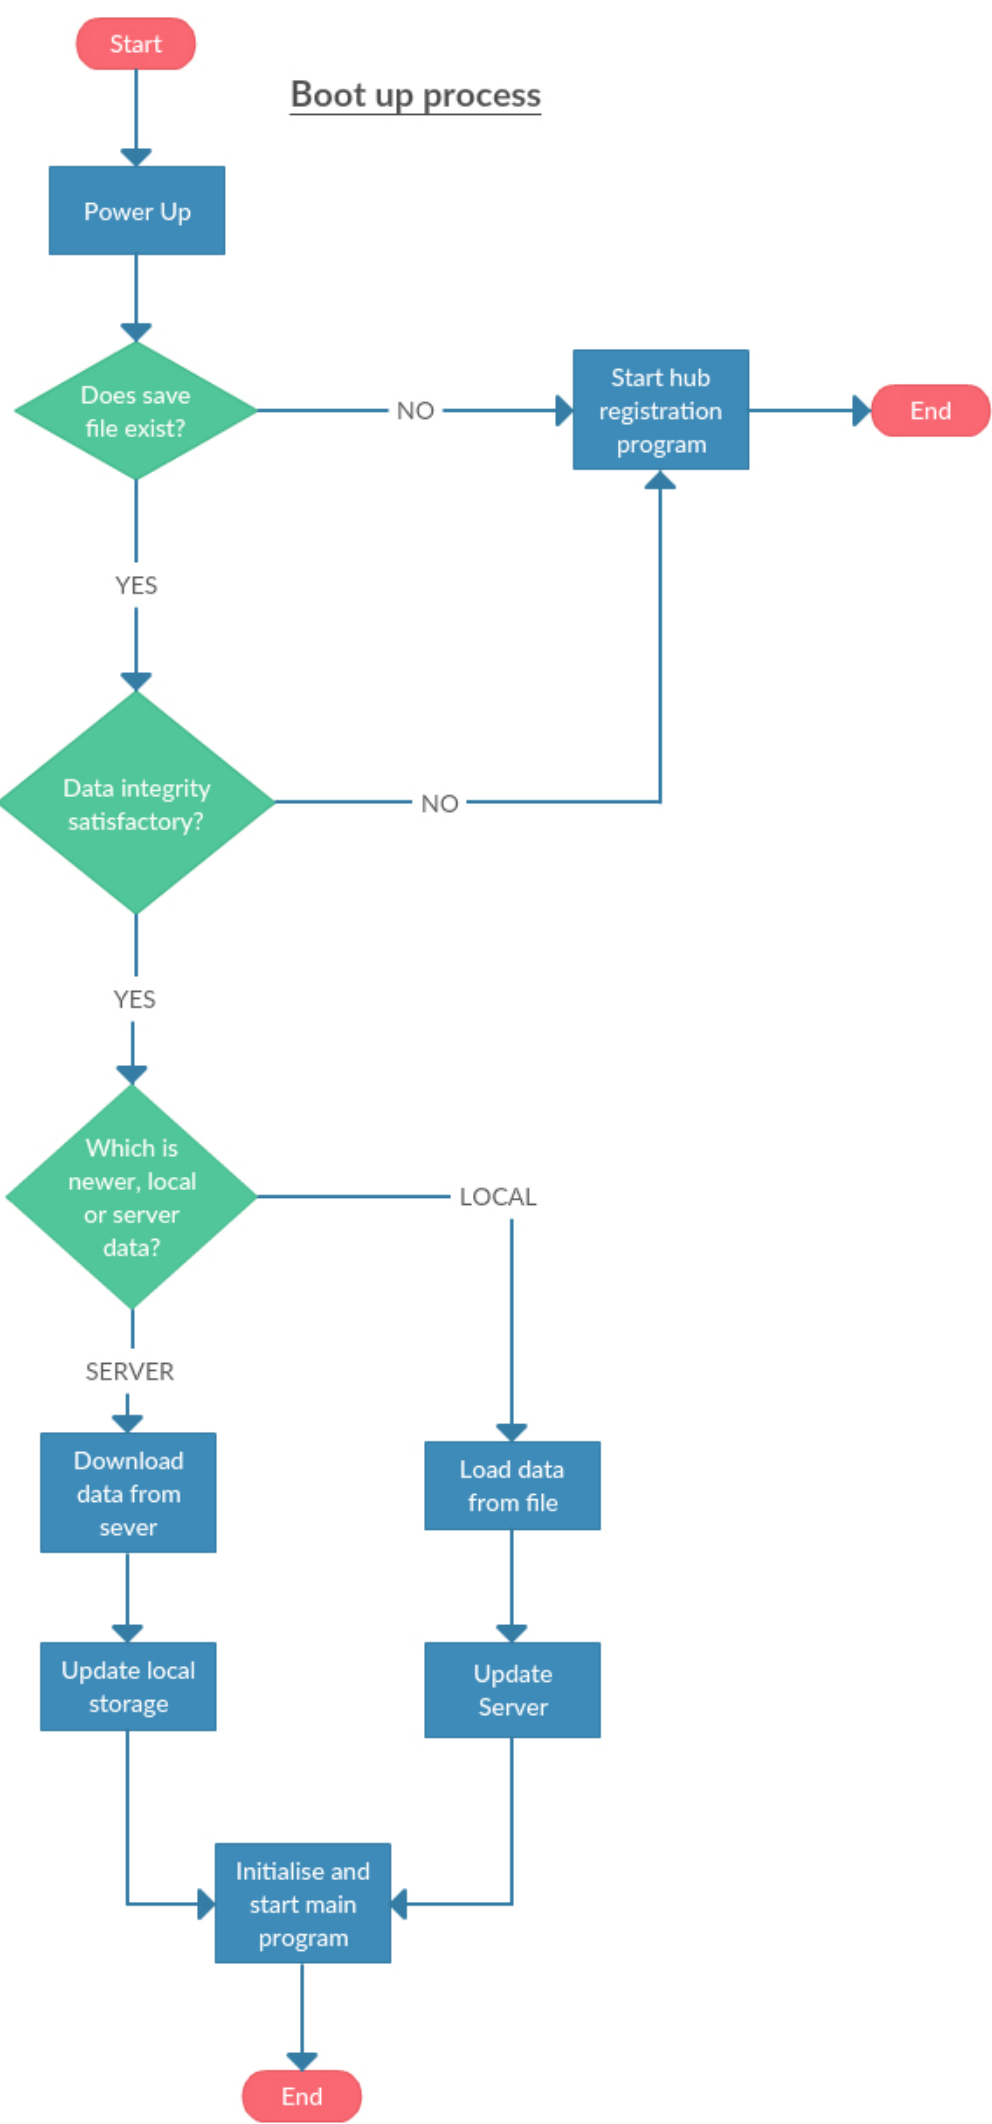 Start
Boot up process
Power Up
Does save
file exist?
NO
Start hub
registration
program
End
YES
Data integrity
satisfactory?
NO
YES
Which is
newer, local
or server
data?
LOCAL
SERVER
Download
data from
sever
Load data
from file
Update local
storage
Update
Server
Initialise and
start main
program
End